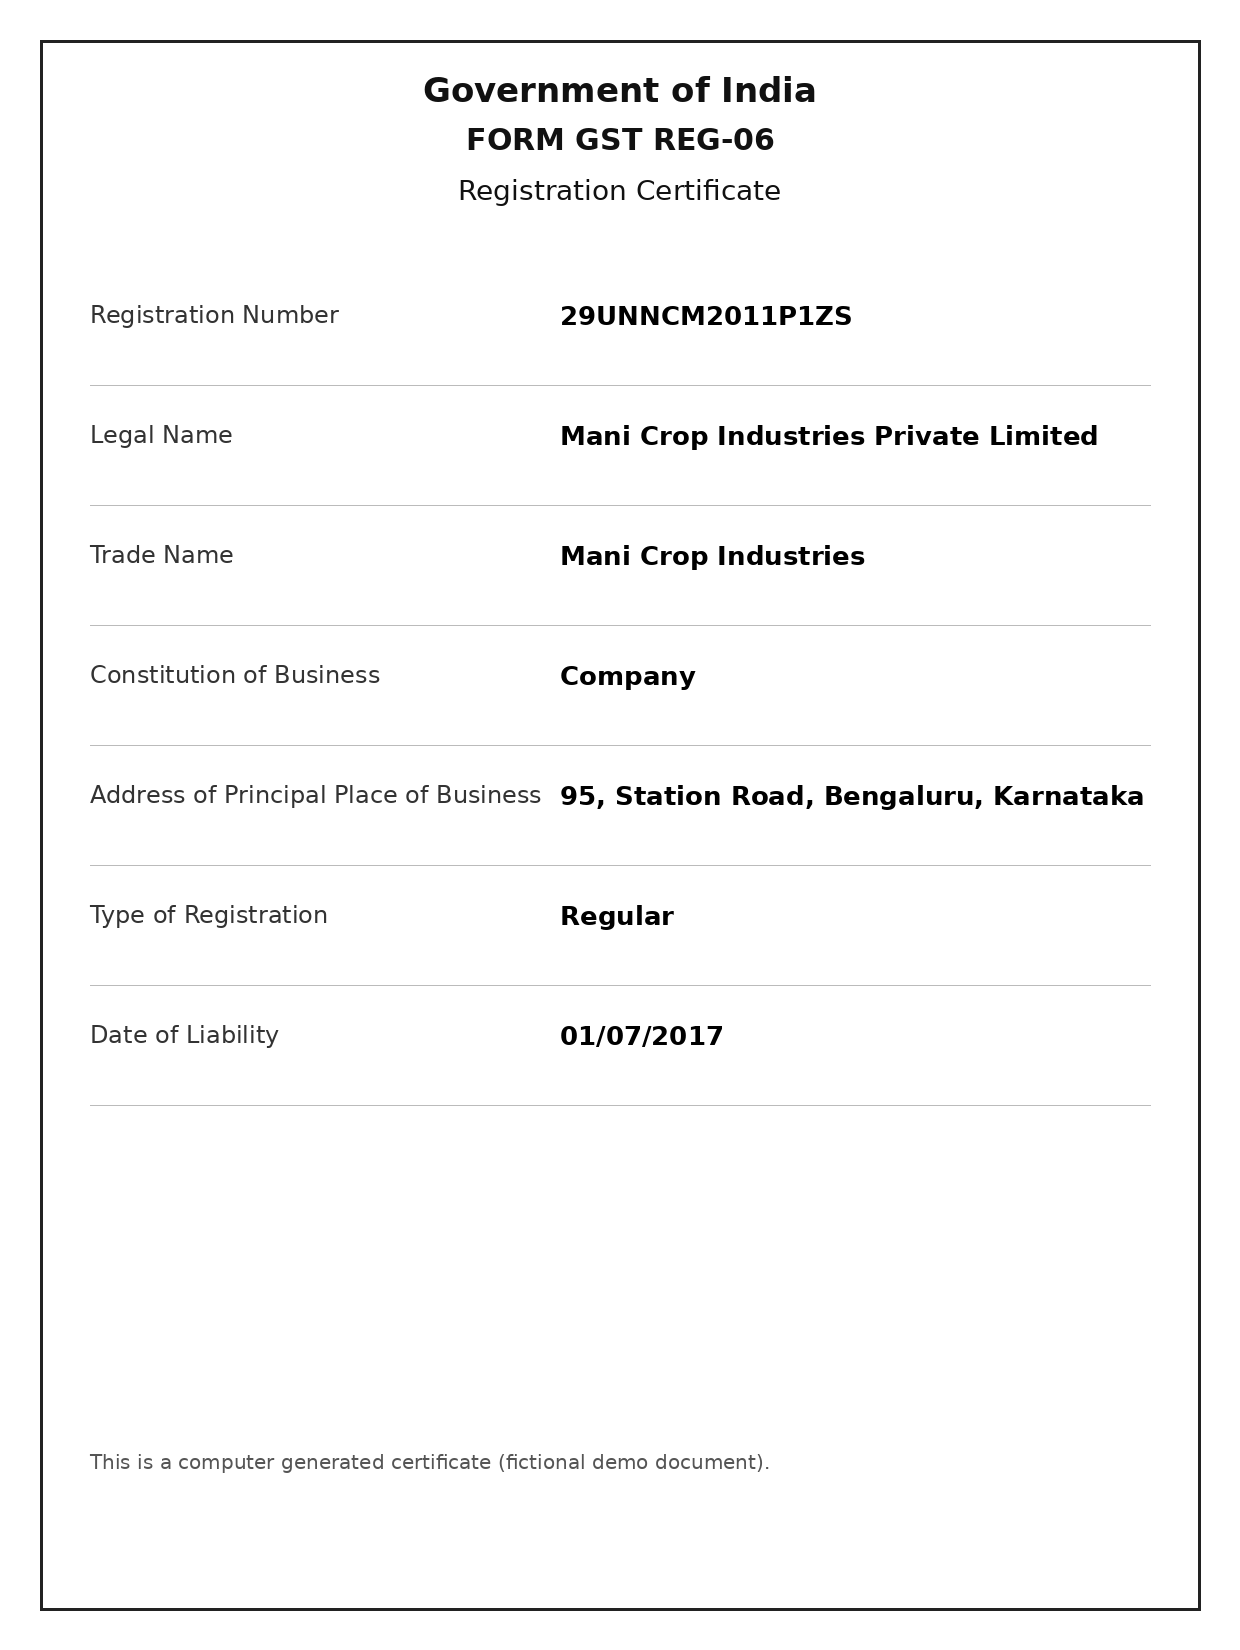 Government of India
FORM GST REG-06
Registration Certificate
Registration Number 29UNNCM2011P1ZS
Legal Name Mani Crop Industries Private Limited
Trade Name Mani Crop Industries
Constitution of Business Company
Address of Principal Place of Business 95, Station Road, Bengaluru, Karnataka
Type of Registration Regular
Date of Liability 01/07/2017
This is a computer generated certificate (fictional demo document).